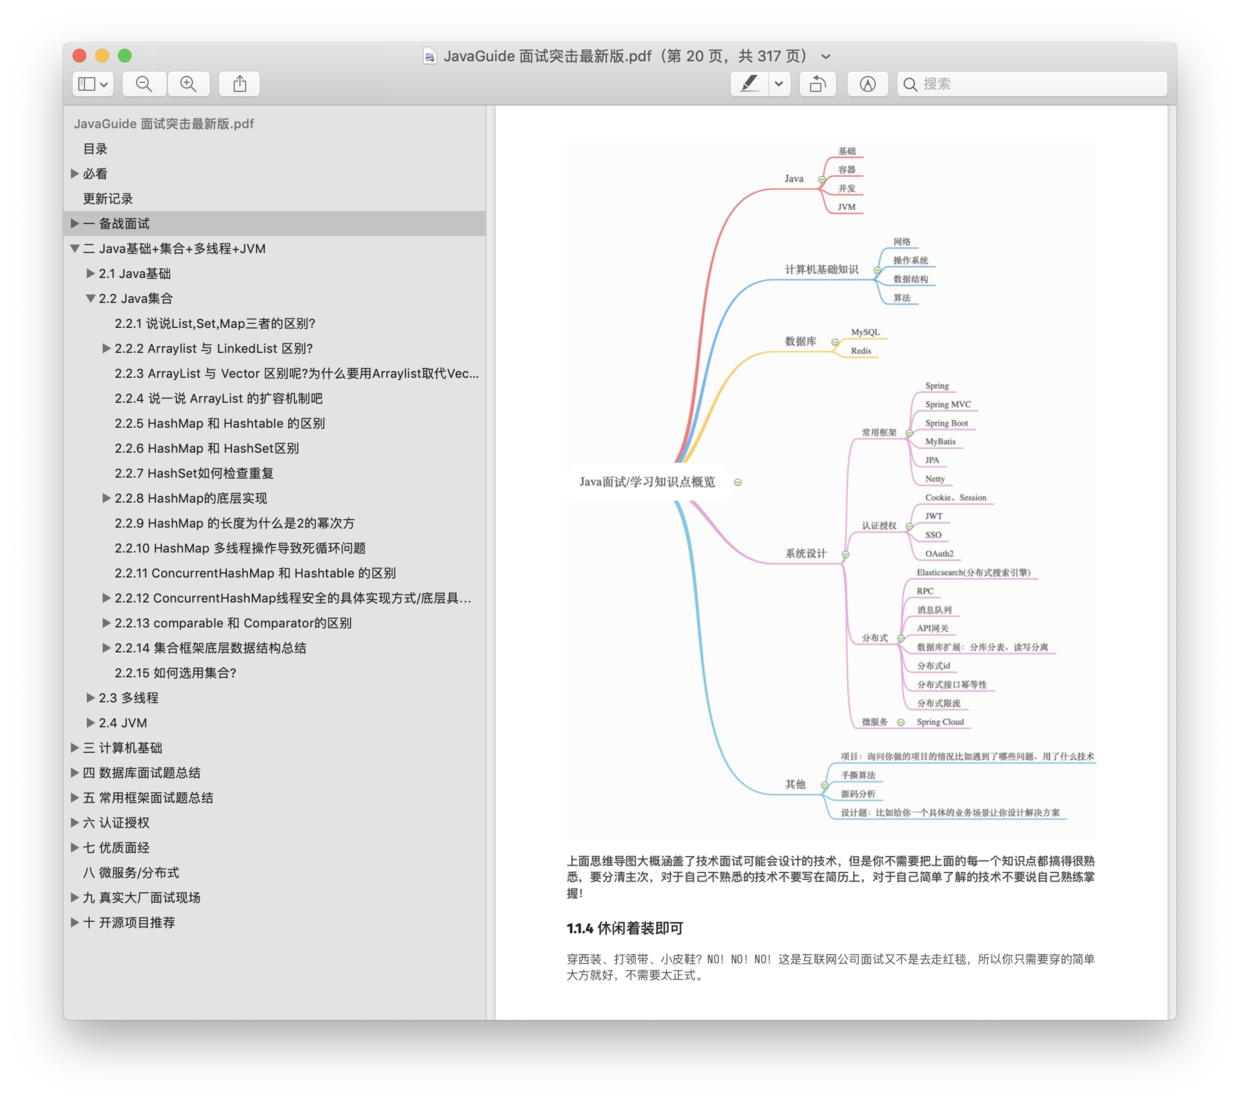 JavaGuide 面试突击最新版.pdf（第 20 页，共 317 页）
搜索
JavaGuide 面试突击最新版.pdf
目录
必看
更新记录
一 备战面试
二 Java基础+集合+多线程+JVM
2.1 Java基础
2.2 Java集合
2.2.1 说说List,Set,Map三者的区别?
2.2.2 Arraylist 与 LinkedList 区别?
2.2.3 ArrayList 与 Vector 区别呢?为什么要用Arraylist取代Vec...
2.2.4 说一说 ArrayList 的扩容机制吧
2.2.5 HashMap 和 Hashtable 的区别
2.2.6 HashMap 和 HashSet区别
2.2.7 HashSet如何检查重复
2.2.8 HashMap的底层实现
2.2.9 HashMap 的长度为什么是2的幂次方
2.2.10 HashMap 多线程操作导致死循环问题
2.2.11 ConcurrentHashMap 和 Hashtable 的区别
2.2.12 ConcurrentHashMap线程安全的具体实现方式/底层具...
2.2.13 comparable 和 Comparator的区别
2.2.14 集合框架底层数据结构总结
2.2.15 如何选用集合?
2.3 多线程
2.4 JVM
三 计算机基础
四 数据库面试题总结
五 常用框架面试题总结
六 认证授权
七 优质面经
八 微服务/分布式
九 真实大厂面试现场
十 开源项目推荐
Java面试/学习知识点概览
Java
基础
容器
并发
JVM
计算机基础知识
网络
操作系统
数据结构
算法
数据库
MySQL
Redis
系统设计
常用框架
Spring
Spring MVC
Spring Boot
MyBatis
JPA
Netty
认证授权
Cookie、Session
JWT
SSO
OAuth2
分布式
Elasticsearch(分布式搜索引擎)
RPC
消息队列
API网关
数据库扩展：分库分表、读写分离
分布式id
分布式接口幂等性
分布式限流
微服务
Spring Cloud
其他
项目：询问你做的项目的情况比如遇到了哪些问题、用了什么技术
手撕算法
源码分析
设计题：比如给你一个具体的业务场景让你设计解决方案
上面思维导图大概涵盖了技术面试可能会设计的技术，但是你不需要把上面的每一个知识点都搞得很熟
悉，要分清主次，对于自己不熟悉的技术不要写在简历上，对于自己简单了解的技术不要说自己熟练掌
握！
1.1.4 休闲着装即可
穿西装、打领带、小皮鞋？NO！NO！NO！这是互联网公司面试又不是去走红毯，所以你只需要穿的简单
大方就好，不需要太正式。